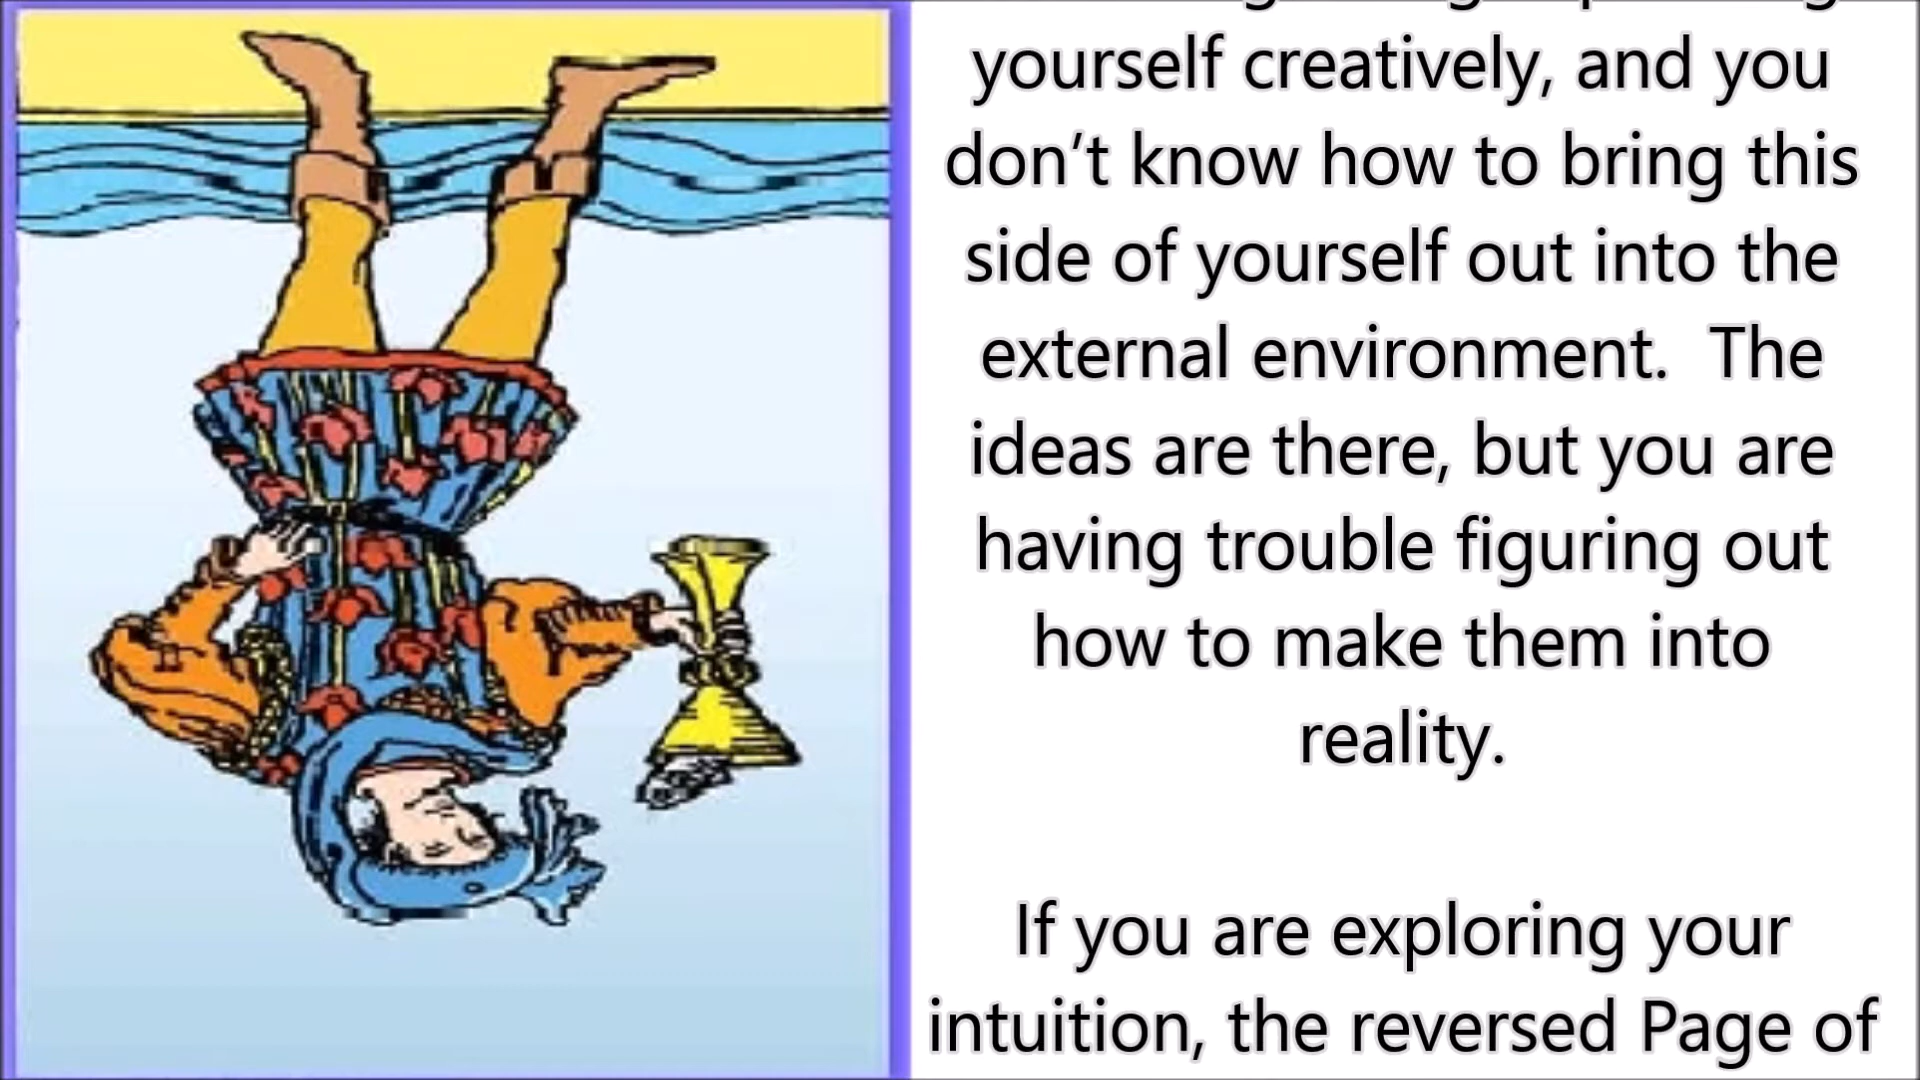 yourself creatively, and you
don’t know how to bring this
side of yourself out into the
external environment.  The
ideas are there, but you are
having trouble figuring out
how to make them into
reality.
If you are exploring your
intuition, the reversed Page of